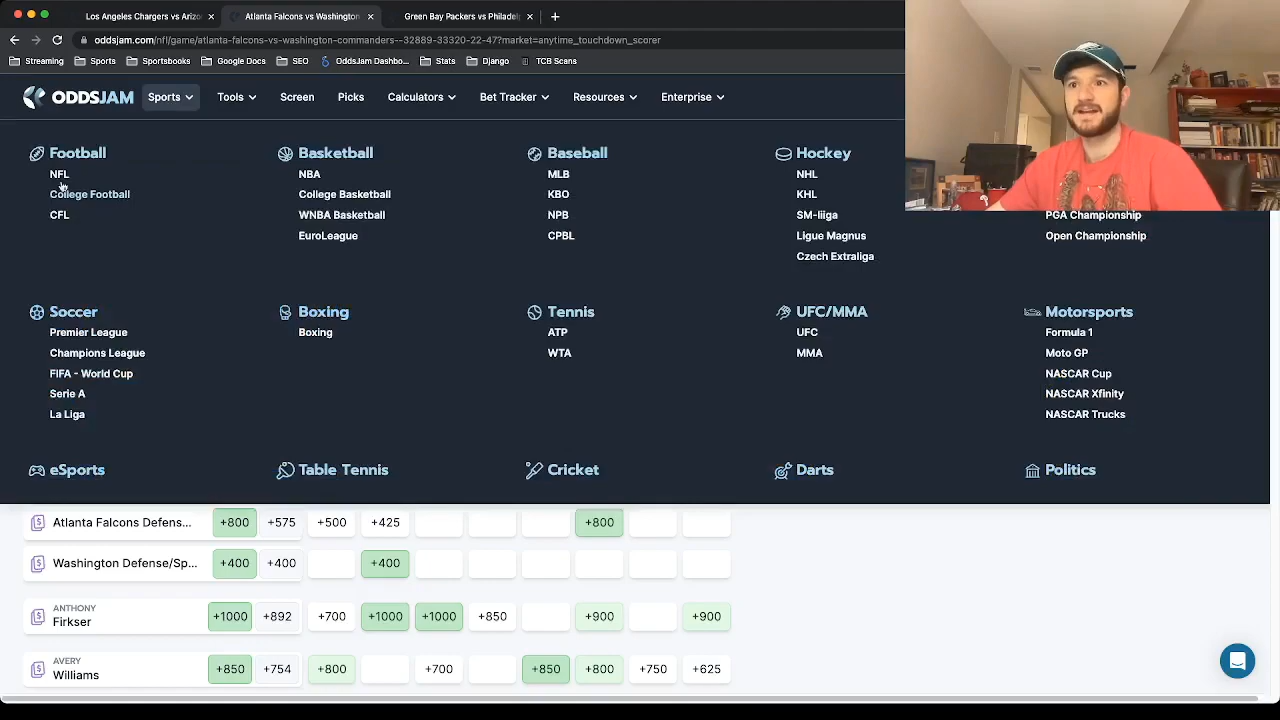 Los Angeles Chargers vs Arizo
Atlanta Falcons vs Washington
Green Bay Packers vs Philadel
oddsjam.com/nfl/game/atlanta-falcons-vs-washington-commanders--32889-33320-22-47?market=anytime_touchdown_scorer
Streaming Sports Sportsbooks Google Docs SEO OddsJam Dashbo... Stats Django TCB Scans
ODDSJAM Sports Tools Screen Picks Calculators Bet Tracker Resources Enterprise
Football Basketball Baseball Hockey
NFL NBA MLB NHL
College Football College Basketball KBO KHL
CFL WNBA Basketball NPB SM-liiga PGA Championship
EuroLeague CPBL Ligue Magnus Open Championship
Czech Extraliga
Soccer Boxing Tennis UFC/MMA Motorsports
Premier League Boxing ATP UFC Formula 1
Champions League WTA MMA Moto GP
FIFA - World Cup NASCAR Cup
Serie A NASCAR Xfinity
La Liga NASCAR Trucks
eSports Table Tennis Cricket Darts Politics
Atlanta Falcons Defens... +800 +575 +500 +425 +800
Washington Defense/Sp... +400 +400 +400
ANTHONY
Firkser +1000 +892 +700 +1000 +1000 +850 +900 +900
AVERY
Williams +850 +754 +800 +700 +850 +800 +750 +625